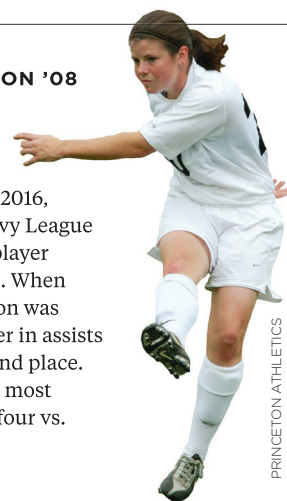 ON ’08
2016,
vy League
player
. When
on was
er in assists
nd place.
most
four vs.
PRINCETON ATHLETICS